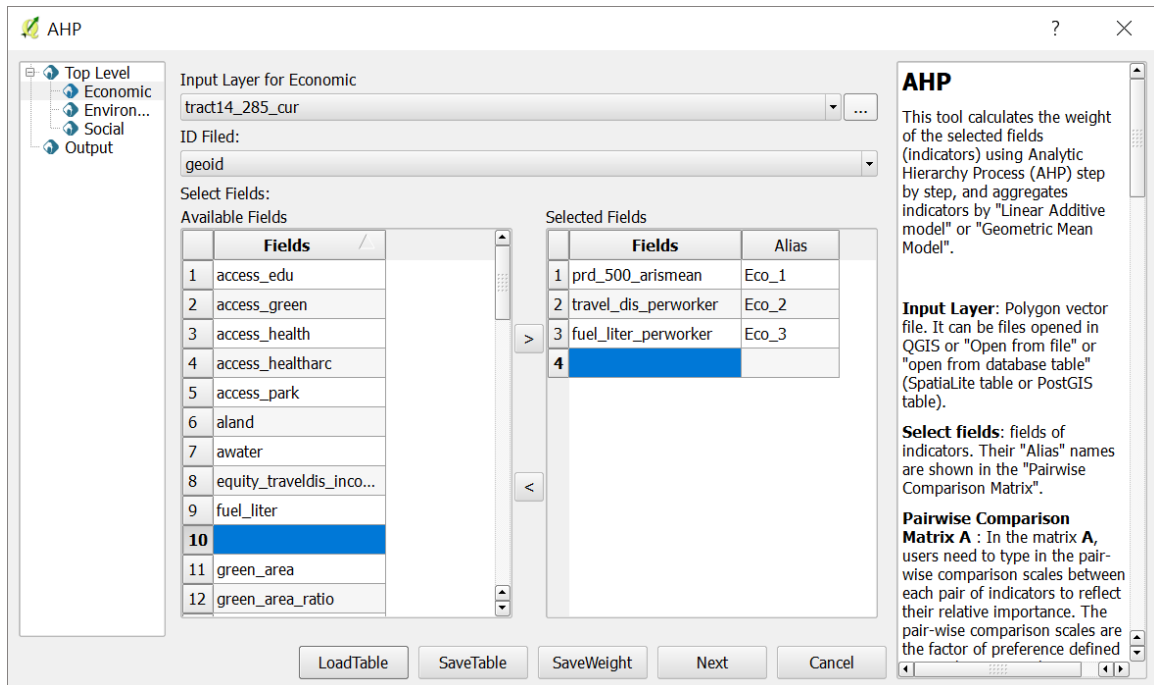 AHP
?
Top Level
Economic
Environ...
Social
Output
Input Layer for Economic
tract14_285_cur
...
ID Filed:
geoid
Select Fields:
Available Fields
Fields
1 access_edu
2 access_green
3 access_health
4 access_healtharc
5 access_park
6 aland
7 awater
8 equity_traveldis_inco...
9 fuel_liter
10
11 green_area
12 green_area_ratio
>
<
Selected Fields
Fields Alias
1 prd_500_arismean Eco_1
2 travel_dis_perworker Eco_2
3 fuel_liter_perworker Eco_3
4
LoadTable
SaveTable
SaveWeight
Next
Cancel
AHP
This tool calculates the weight
of the selected fields
(indicators) using Analytic
Hierarchy Process (AHP) step
by step, and aggregates
indicators by "Linear Additive
model" or "Geometric Mean
Model".
Input Layer: Polygon vector
file. It can be files opened in
QGIS or "Open from file" or
"open from database table"
(SpatiaLite table or PostGIS
table).
Select fields: fields of
indicators. Their "Alias" names
are shown in the "Pairwise
Comparison Matrix".
Pairwise Comparison
Matrix A : In the matrix A,
users need to type in the pair-
wise comparison scales between
each pair of indicators to reflect
their relative importance. The
pair-wise comparison scales are
the factor of preference defined